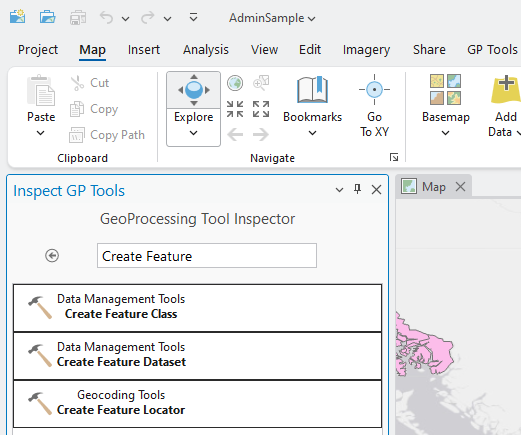 AdminSample
Project Map Insert Analysis View Edit Imagery Share GP Tools
Paste
Cut
Copy
Copy Path
Clipboard
Explore
Bookmarks
Go
To XY
Navigate
Basemap
Add
Data
Inspect GP Tools
Map
GeoProcessing Tool Inspector
Create Feature
Data Management Tools
Create Feature Class
Data Management Tools
Create Feature Dataset
Geocoding Tools
Create Feature Locator